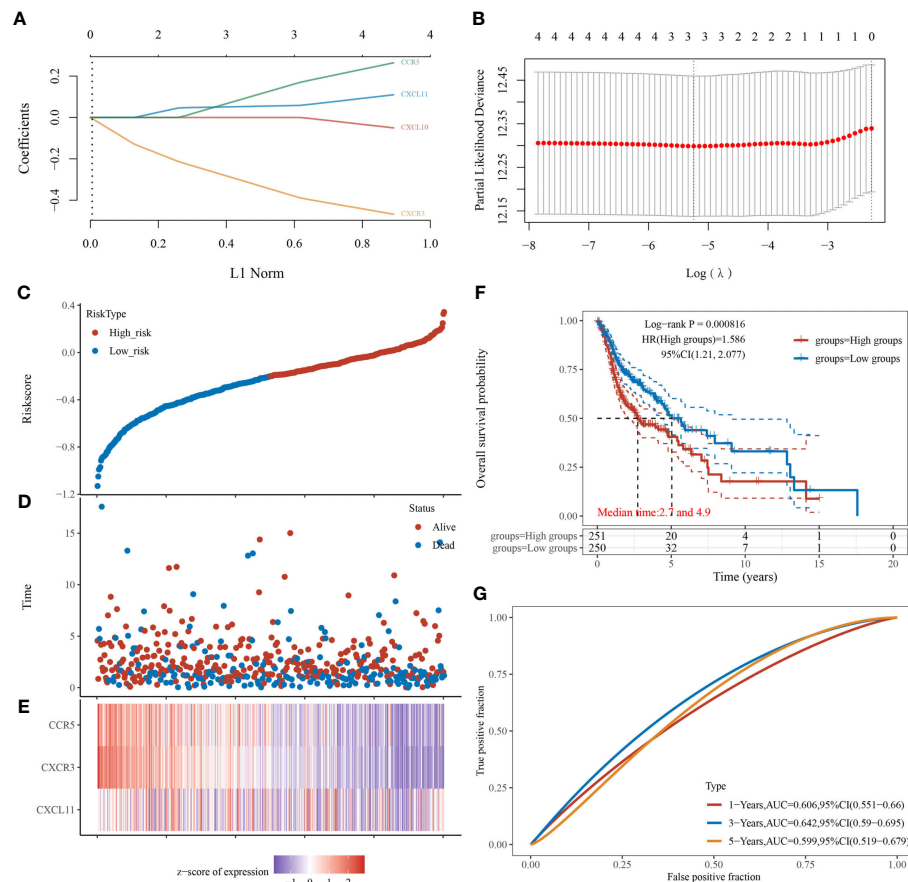 A
0 2 3 3 4 4
Coefficients
0.2
0.0
−0.2
−0.4
CCR5
CXCL11
CXCL10
CXCR3
0.0 0.2 0.4 0.6 0.8 1.0
L1 Norm
B
4 4 4 4 4 4 4 4 3 3 3 2 2 2 1 1 1 0
Partial Likelihood Deviance
12.45
12.35
12.25
12.15
−8 −7 −6 −5 −4 −3
Log ( λ )
C
Riskscore
0.4
0.0
−0.4
−0.8
−1.2
RiskType
High_risk
Low_risk
D
Time
15
10
5
0
Status
Alive
Dead
E
CCR5
CXCR3
CXCL11
z−score of expression
−1 0 1 2
F
Overall survival probability
1.00
0.75
0.50
0.25
0.00
Log−rank P = 0.000816
HR(High groups)=1.586
95%CI(1.21, 2.077)
groups=High groups
groups=Low groups
Median time:2.7 and 4.9
groups=High groups 251 20 4 1 0
groups=Low groups 250 32 7 1 0
0 5 10 15 20
Time (years)
G
True positive fraction
1.00
0.75
0.50
0.25
0.00
Type
1−Years,AUC=0.606,95%CI(0.551−0.66)
3−Years,AUC=0.642,95%CI(0.59−0.695)
5−Years,AUC=0.599,95%CI(0.519−0.679)
0.00 0.25 0.50 0.75 1.00
False positive fraction